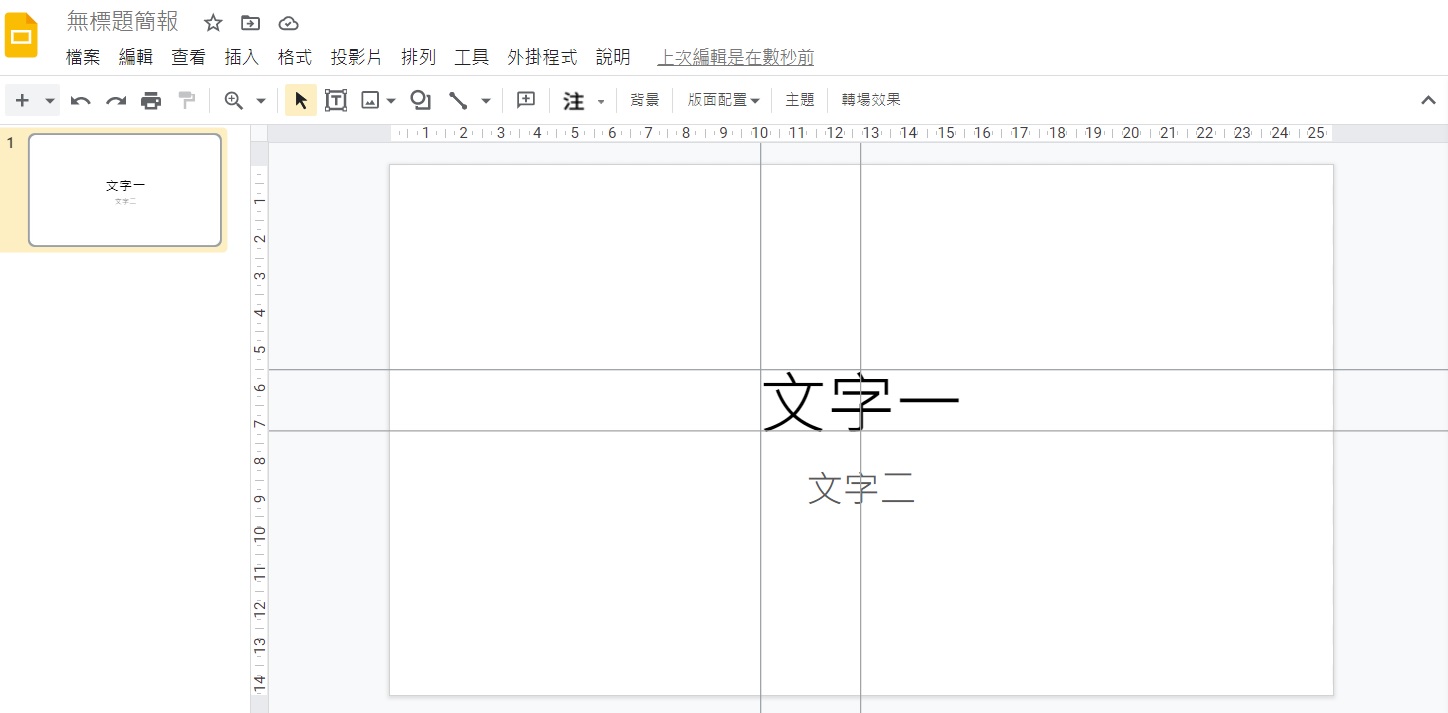 無標題簡報
檔案 編輯 查看 插入 格式 投影片 排列 工具 外掛程式 說明 上次編輯是在數秒前
注 背景 版面配置 主題 轉場效果
1 2 3 4 5 6 7 8 9 10 11 12 13 14 15 16 17 18 19 20 21 22 23 24 25
1
文字一
文字二
1
2
3
4
5
6
7
8
9
10
11
12
13
14
文字一
文字二